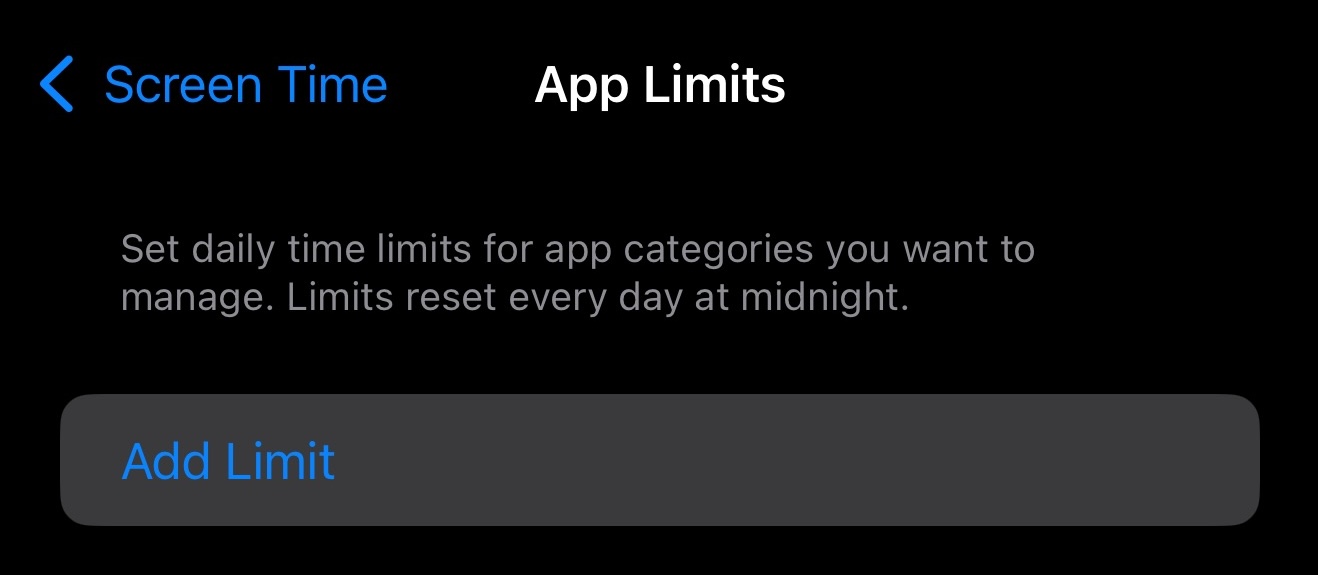 Screen Time
App Limits
Set daily time limits for app categories you want to
manage. Limits reset every day at midnight.
Add Limit